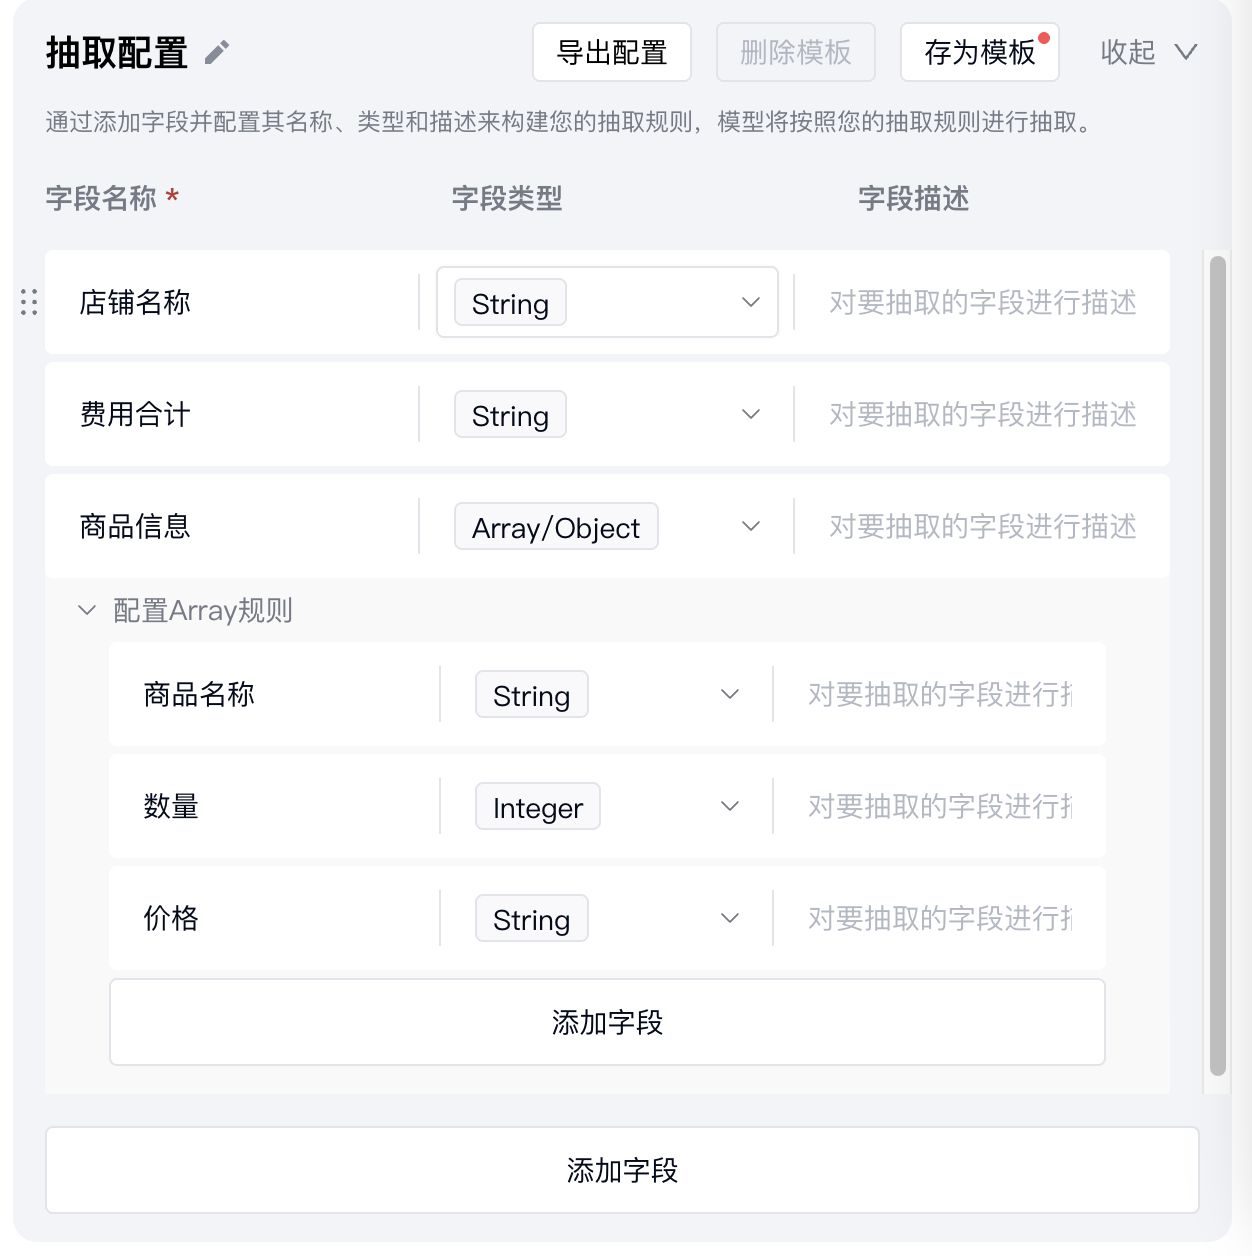 抽取配置 导出配置 删除模板 存为模板 收起
通过添加字段并配置其名称、类型和描述来构建您的抽取规则，模型将按照您的抽取规则进行抽取。
字段名称 * 字段类型 字段描述
店铺名称 String 对要抽取的字段进行描述
费用合计 String 对要抽取的字段进行描述
商品信息 Array/Object 对要抽取的字段进行描述
配置Array规则
商品名称 String 对要抽取的字段进行
数量 Integer 对要抽取的字段进行
价格 String 对要抽取的字段进行
添加字段
添加字段